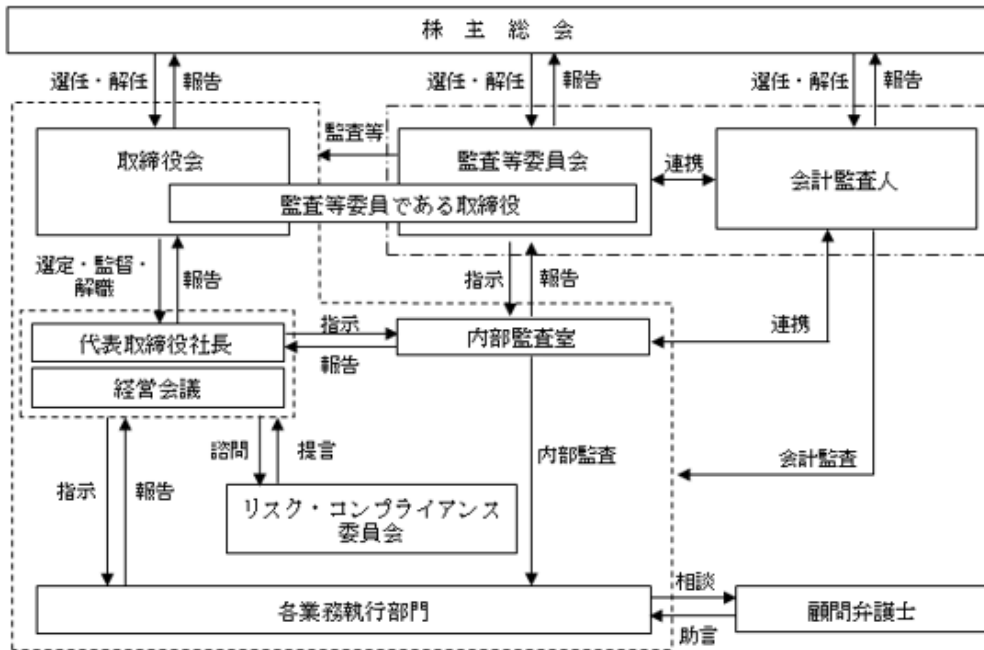 株主総会
選任・解任
報告
選任・解任
報告
選任・解任
報告
取締役会
監査等
監査等委員会
連携
会計監査人
監査等委員である取締役
選定・監督・
解職
報告
指示
報告
連携
代表取締役社長
指示
報告
内部監査室
経営会議
諮問
提言
内部監査
会計監査
指示
報告
リスク・コンプライアンス
委員会
各業務執行部門
相談
助言
顧問弁護士